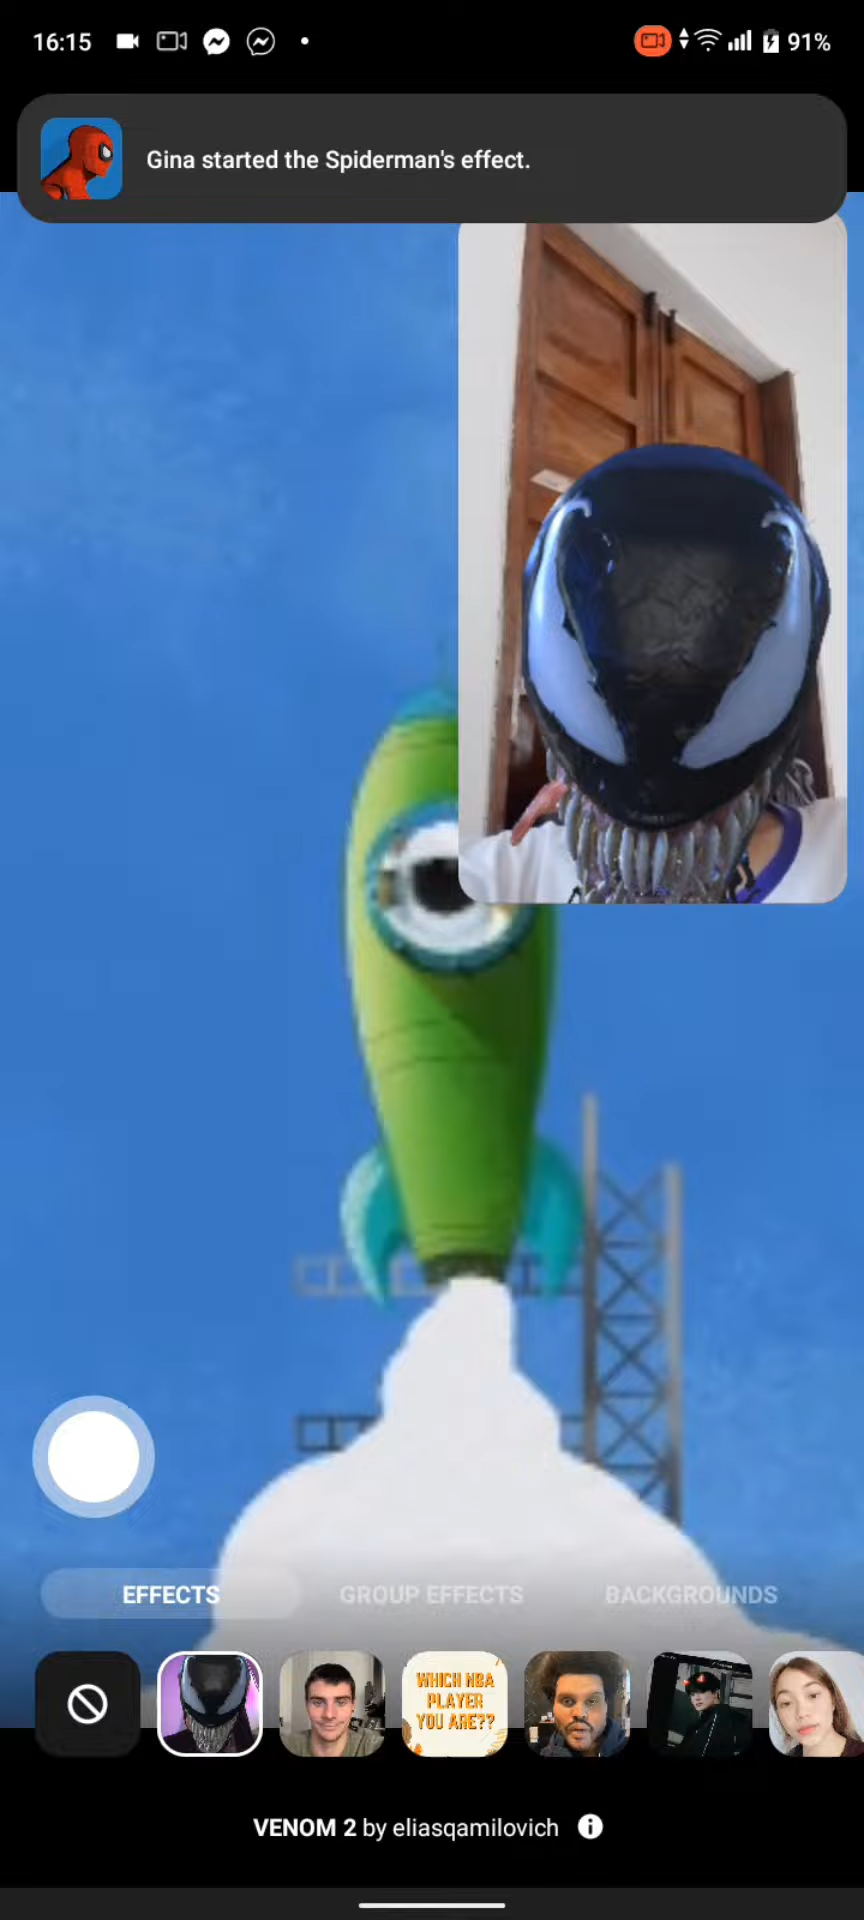 16:15
91%
Gina started the Spiderman's effect.
EFFECTS
GROUP EFFECTS
BACKGROUNDS
WHICH NBA
PLAYER
YOU ARE??
VENOM 2 by eliasqamilovich